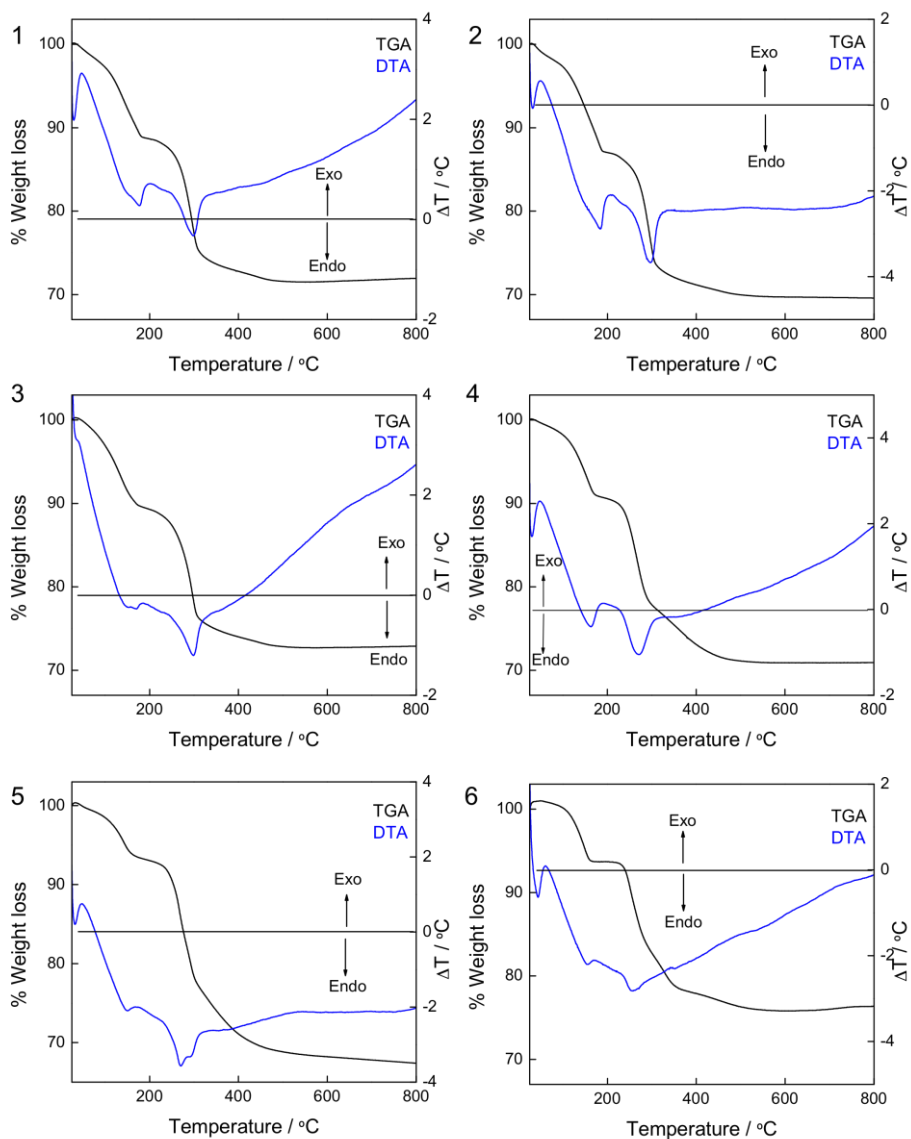 1
TGA
DTA
Exo
Endo
% Weight loss
100
90
80
70
4
2
0
-2
ΔT / °C
200 400 600 800
Temperature / °C
2
TGA
DTA
Exo
Endo
% Weight loss
100
90
80
70
2
0
-2
-4
ΔT / °C
200 400 600 800
Temperature / °C
3
TGA
DTA
Exo
Endo
% Weight loss
100
90
80
70
4
2
0
-2
ΔT / °C
200 400 600 800
Temperature / °C
4
TGA
DTA
Exo
Endo
% Weight loss
100
90
80
70
4
2
0
-2
ΔT / °C
200 400 600 800
Temperature / °C
5
TGA
DTA
Exo
Endo
% Weight loss
100
90
80
70
4
2
0
-2
-4
ΔT / °C
200 400 600 800
Temperature / °C
6
TGA
DTA
Exo
Endo
% Weight loss
100
90
80
70
2
0
-2
-4
ΔT / °C
200 400 600 800
Temperature / °C